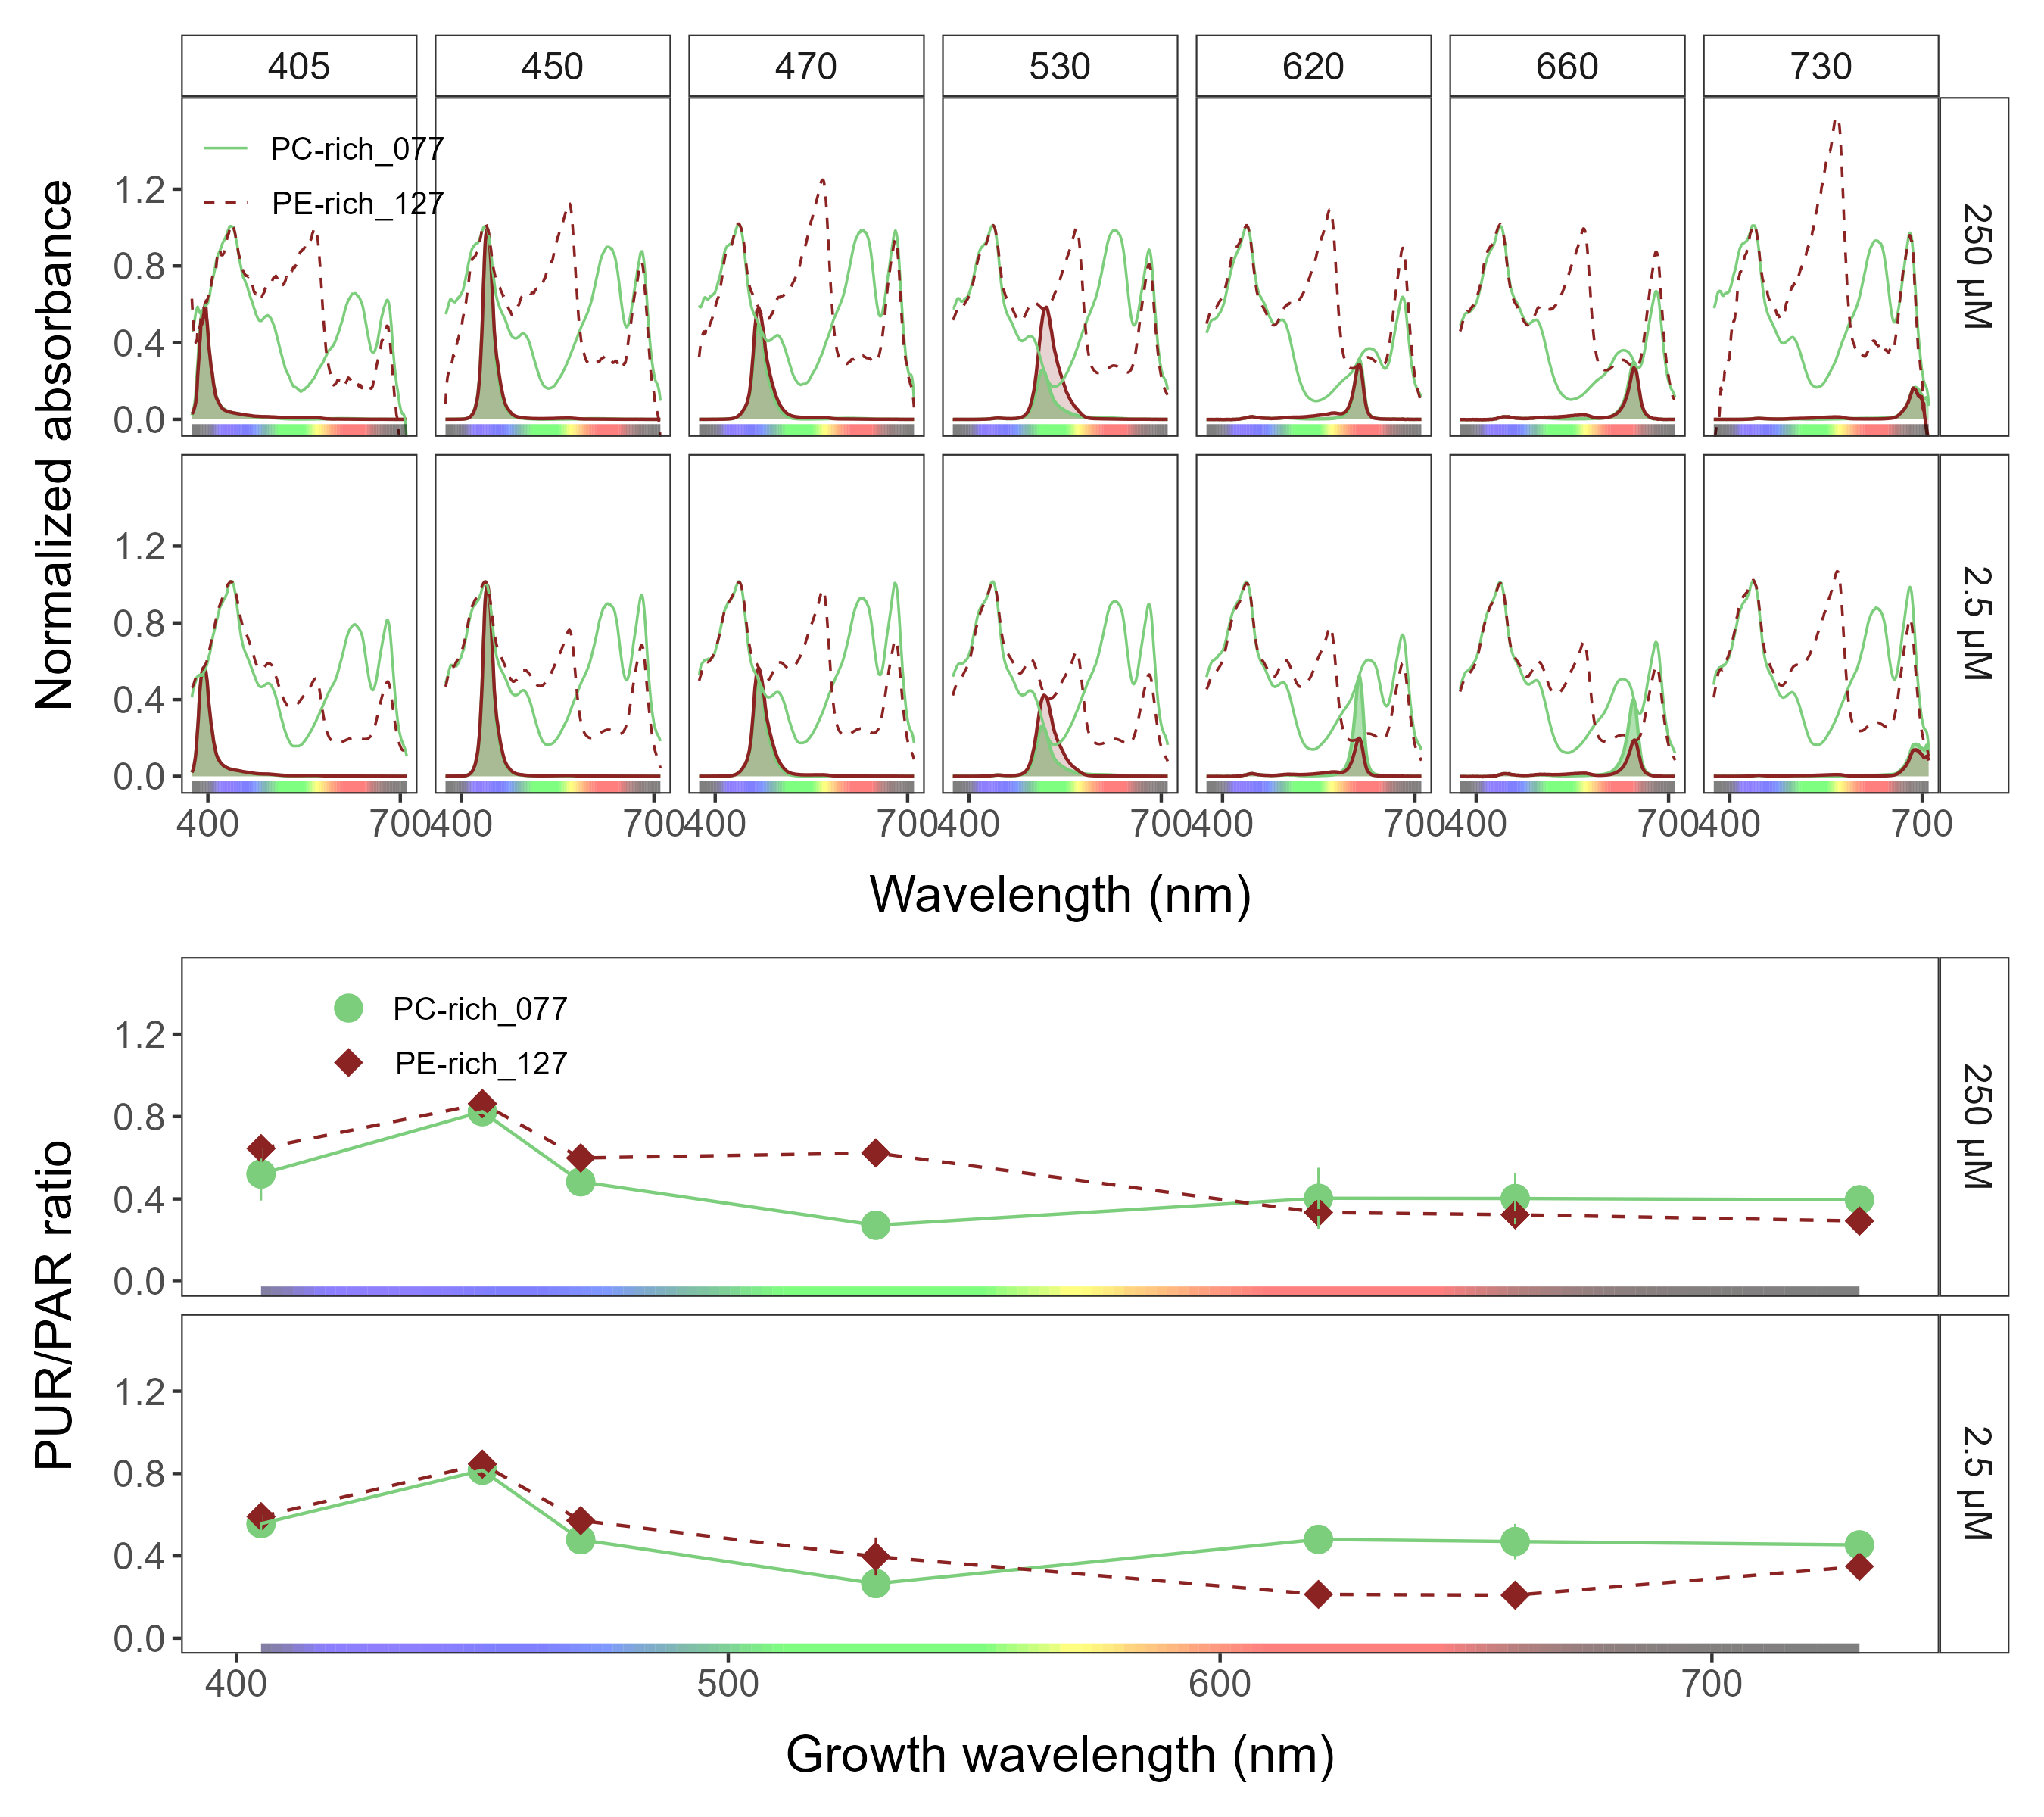 405 450 470 530 620 660 730
PC-rich_077
PE-rich_127
Normalized absorbance
1.2
0.8
0.4
0.0
250 µM
1.2
0.8
0.4
0.0
2.5 µM
400 700 400 700 400 700 400 700 400 700 400 700 400 700
Wavelength (nm)
PC-rich_077
PE-rich_127
PUR/PAR ratio
1.2
0.8
0.4
0.0
250 µM
1.2
0.8
0.4
0.0
2.5 µM
400 500 600 700
Growth wavelength (nm)